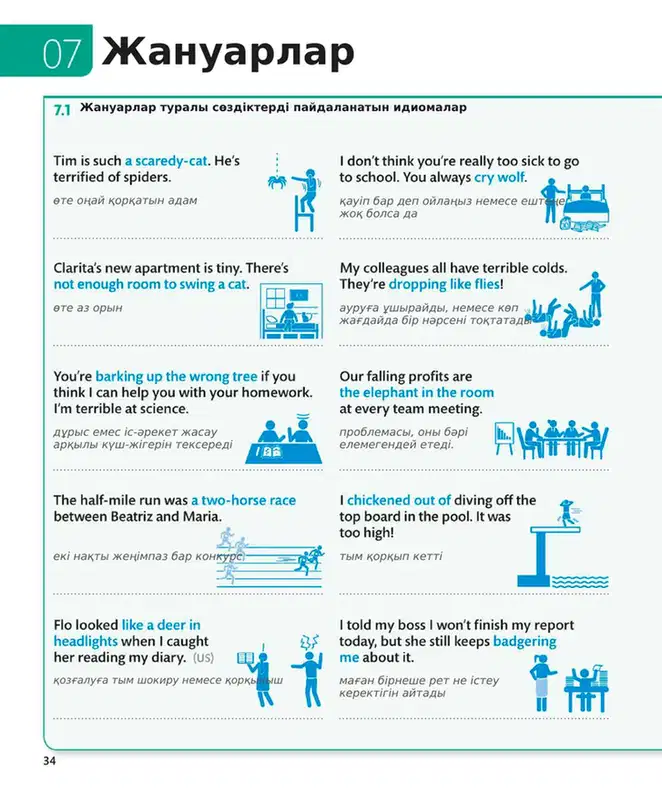 07 Жануарлар
7.1 Жануарлар туралы сөздіктерді пайдаланатын идиомалар
Tim is such a scaredy-cat. He's
terrified of spiders.
өте оңай қорқатын адам
I don't think you're really too sick to go
to school. You always cry wolf.
қауіп бар деп ойлаңыз немесе ештеңе
жоқ болса да
Clarita's new apartment is tiny. There's
not enough room to swing a cat.
өте аз орын
My colleagues all have terrible colds.
They're dropping like flies!
ауруға ұшырайды, немесе көп
жағдайда бір нәрсені тоқтатады
You're barking up the wrong tree if you
think I can help you with your homework.
I'm terrible at science.
дұрыс емес іс-әрекет жасау
арқылы күш-жігерін тексереді
Our falling profits are
the elephant in the room
at every team meeting.
проблемасы, оны бәрі
елемегендей етеді.
The half-mile run was a two-horse race
between Beatriz and Maria.
екі нақты жеңімпаз бар конкурс
I chickened out of diving off the
top board in the pool. It was
too high!
тым қорқып кетті
Flo looked like a deer in
headlights when I caught
her reading my diary. (US)
қозғалуға тым шокиру немесе қорқыныш
I told my boss I won't finish my report
today, but she still keeps badgering
me about it.
маған бірнеше рет не істеу
керектігін айтады
34